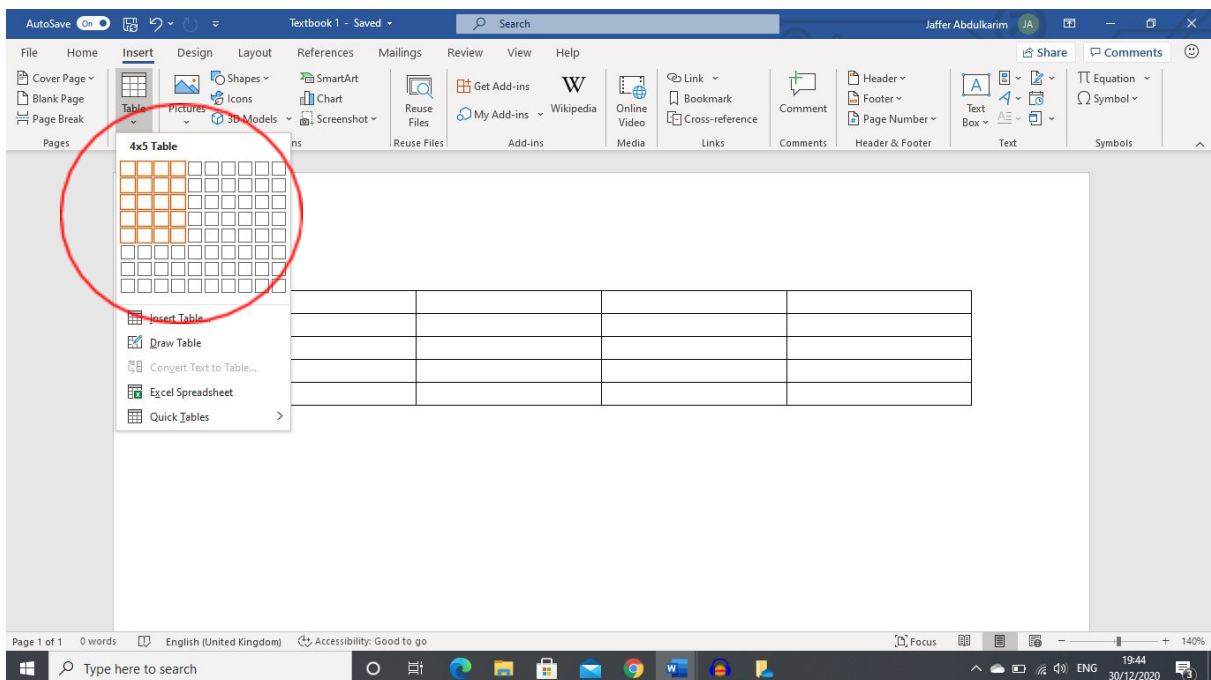 AutoSave On Textbook 1 - Saved Search Jaffer Abdulkarim JA
File Home Insert Design Layout References Mailings Review View Help Share Comments
Cover Page
Blank Page
Page Break
Pages
Table
Pictures
Shapes
Icons
3D Models
SmartArt
Chart
Screenshot
ns
Reuse
Files
Reuse Files
Get Add-ins
My Add-ins
W
Wikipedia
Add-ins
Online
Video
Media
Link
Bookmark
Cross-reference
Links
Comment
Comments
Header
Footer
Page Number
Header & Footer
A
Text
Box
Text
Equation
Symbol
Symbols
4x5 Table
Insert Table...
Draw Table
Convert Text to Table...
Excel Spreadsheet
Quick Tables
Page 1 of 1 0 words English (United Kingdom) Accessibility: Good to go Focus 140%
Type here to search
ENG 19:44
30/12/2020
3